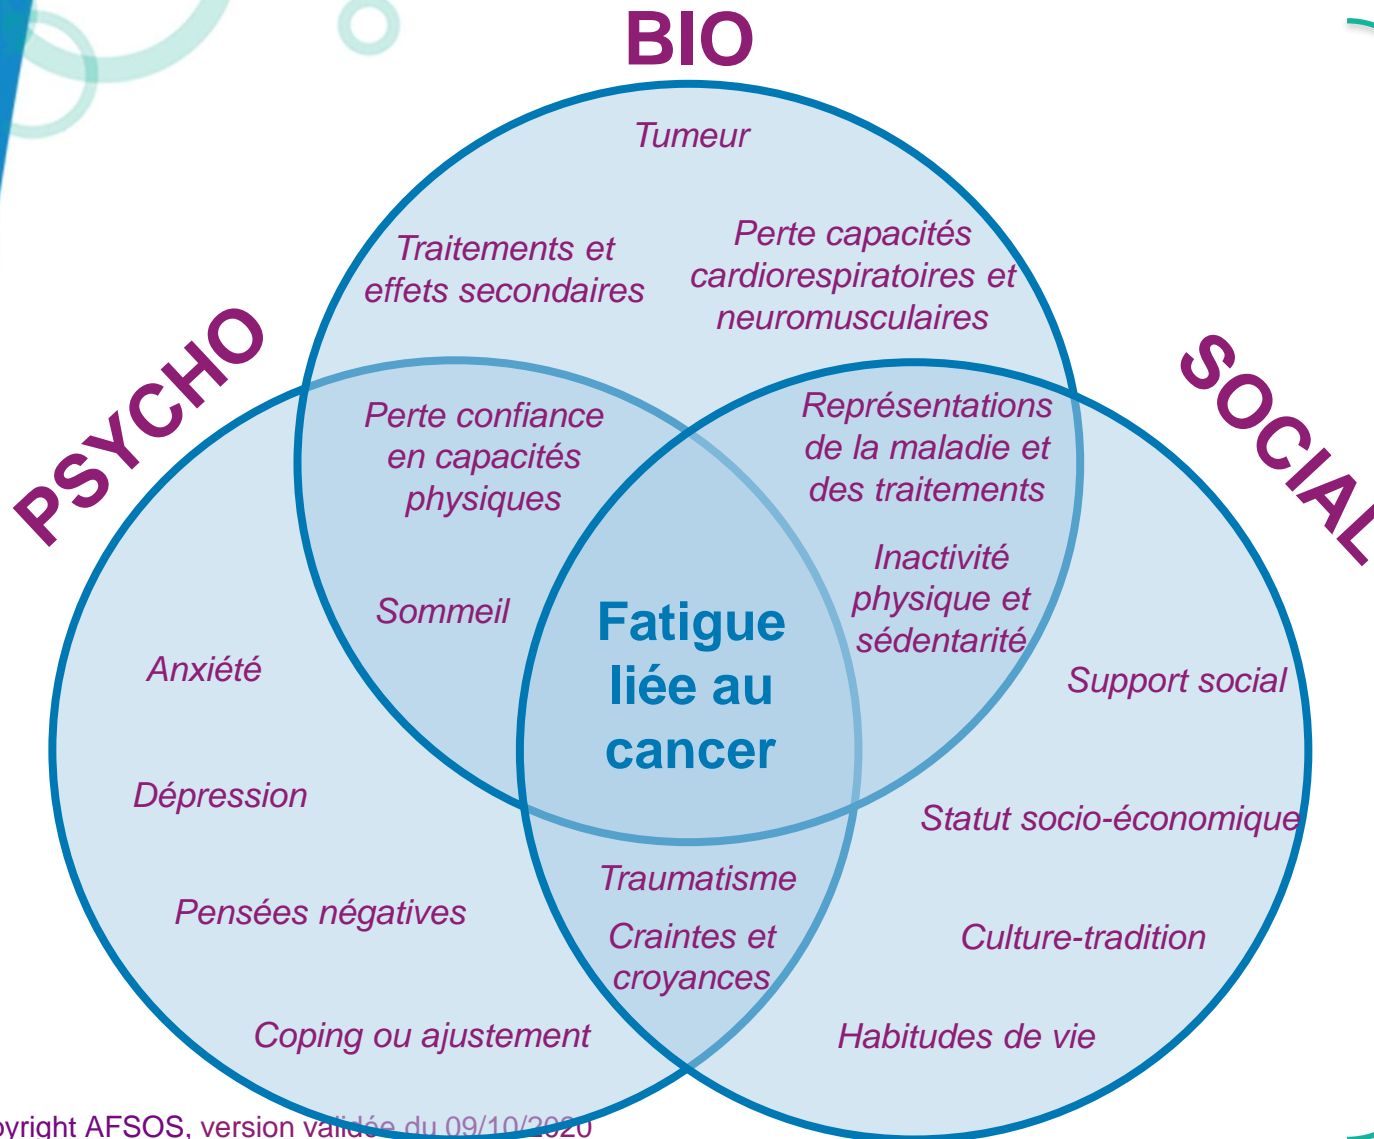 BIO
Tumeur
Traitements et
effets secondaires
Perte capacités
cardiorespiratoires et
neuromusculaires
PSYCHO
SOCIAL
Perte confiance
en capacités
physiques
Sommeil
Représentations
de la maladie et
des traitements
Inactivité
physique et
sédentarité
Fatigue
liée au
cancer
Anxiété
Dépression
Pensées négatives
Coping ou ajustement
Traumatisme
Craintes et
croyances
Support social
Statut socio-économique
Culture-tradition
Habitudes de vie
yright AFSOS, version validée du 09/10/2020